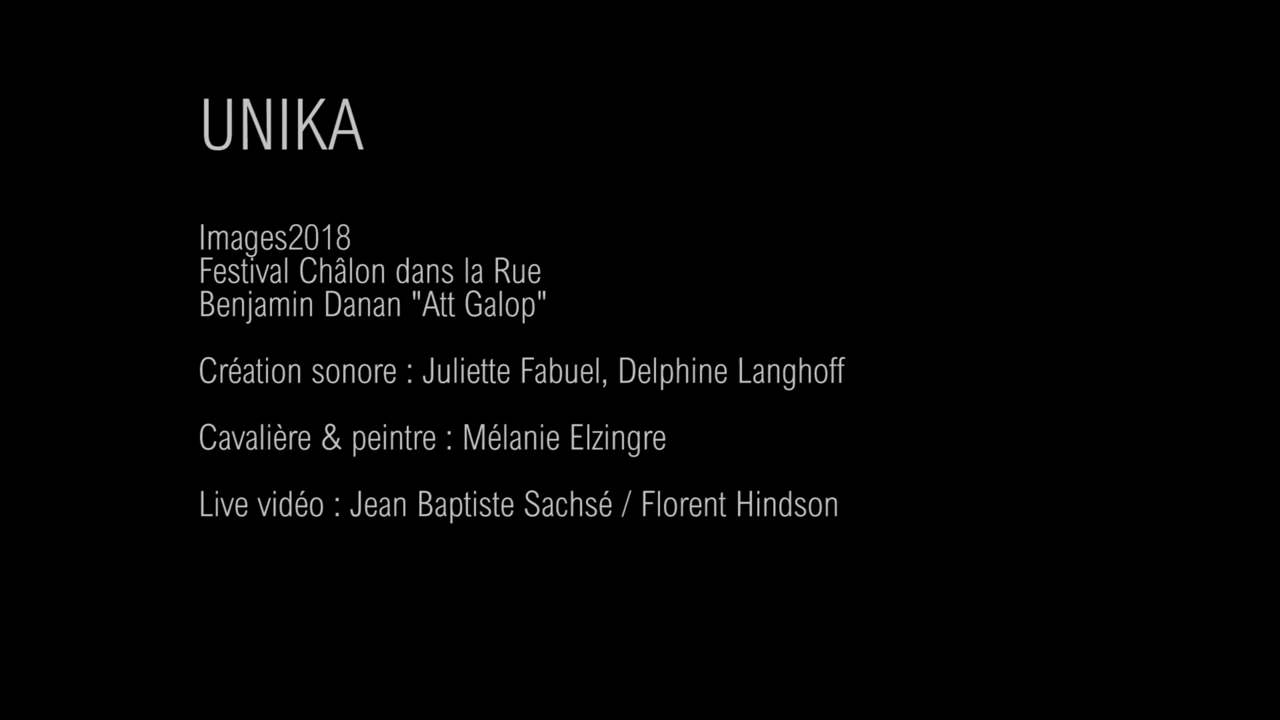 UNIKA
Images2018
Festival Châlon dans la Rue
Benjamin Danan "Att Galop"
Création sonore : Juliette Fabuel, Delphine Langhoff
Cavalière & peintre : Mélanie Elzingre
Live vidéo : Jean Baptiste Sachsé / Florent Hindson